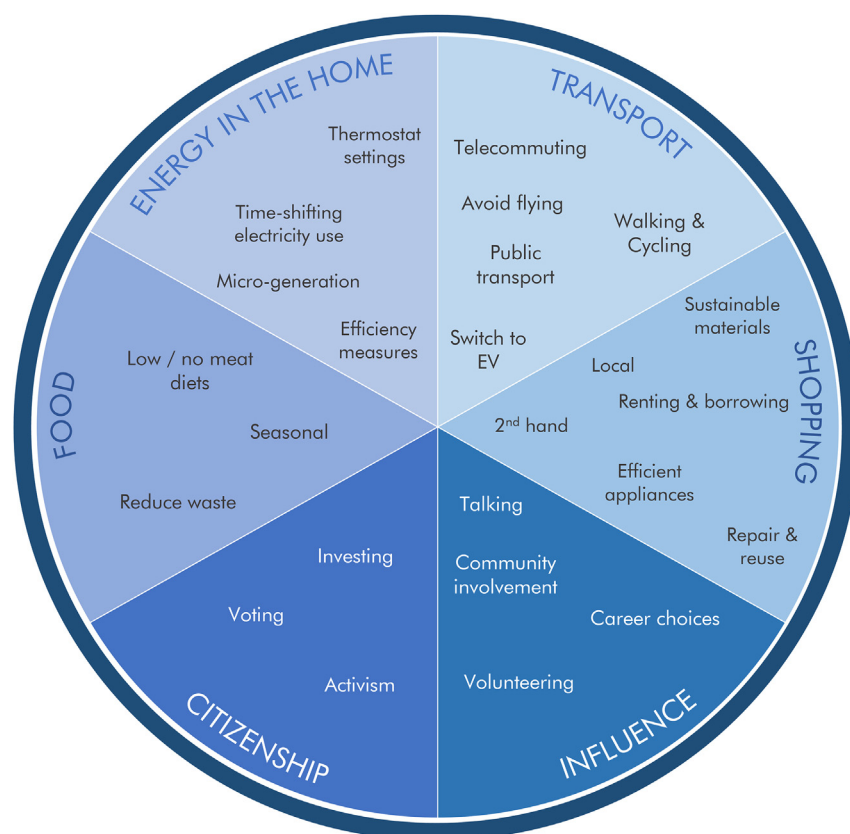 ENERGY IN THE HOME
Thermostat
settings
Time-shifting
electricity use
Micro-generation
Efficiency
measures
TRANSPORT
Telecommuting
Avoid flying
Walking &
Cycling
Public
transport
Switch to
EV
SHOPPING
Sustainable
materials
Local
Renting & borrowing
2nd hand
Efficient
appliances
Repair &
reuse
INFLUENCE
Talking
Community
involvement
Career choices
Volunteering
CITIZENSHIP
Investing
Voting
Activism
FOOD
Low / no meat
diets
Seasonal
Reduce waste